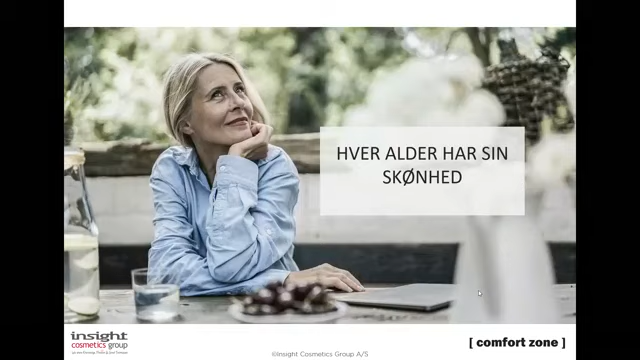 HVER ALDER HAR SIN
SKØNHED
insight
cosmetics group
[ comfort zone ]
©Insight Cosmetics Group A/S